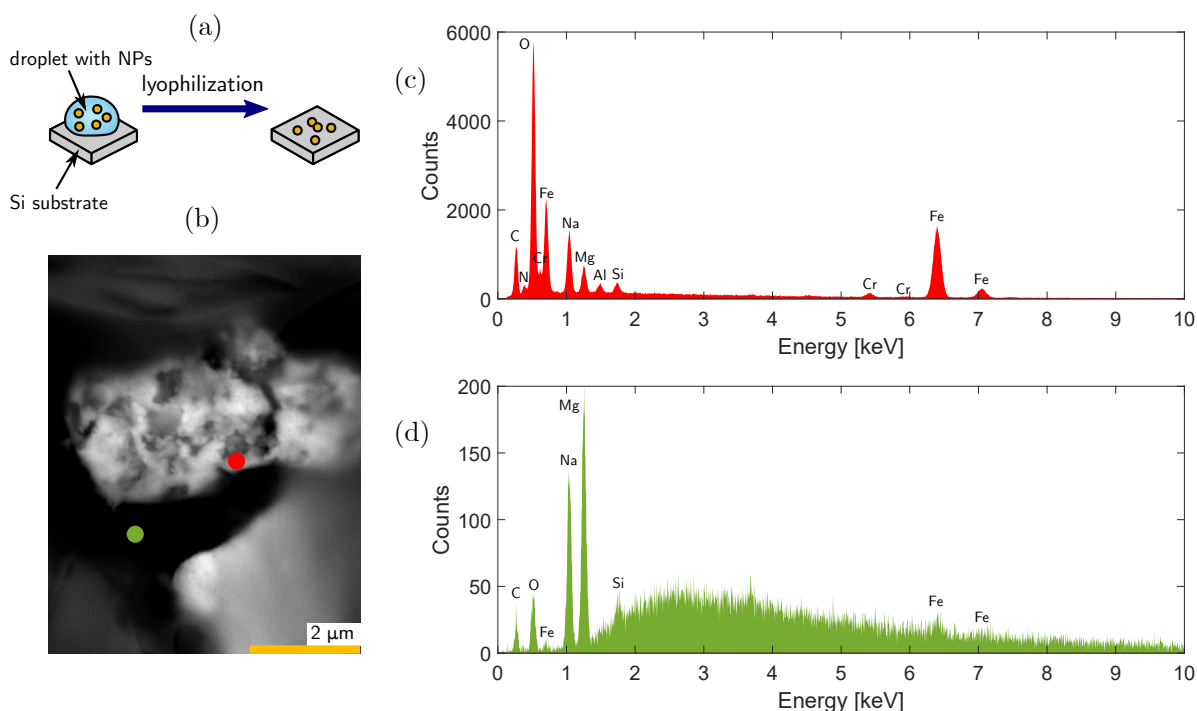 (a)
droplet with NPs
lyophilization
Si substrate
(b)
2 μm
(c)
Counts
6000
4000
2000
0
O
Fe
C
Na
Cr
Mg
N
Al
Si
Cr
Cr
Fe
Fe
0 1 2 3 4 5 6 7 8 9 10
Energy [keV]
(d)
Counts
200
150
100
50
0
Mg
Na
C
O
Fe
Si
Fe
Fe
0 1 2 3 4 5 6 7 8 9 10
Energy [keV]